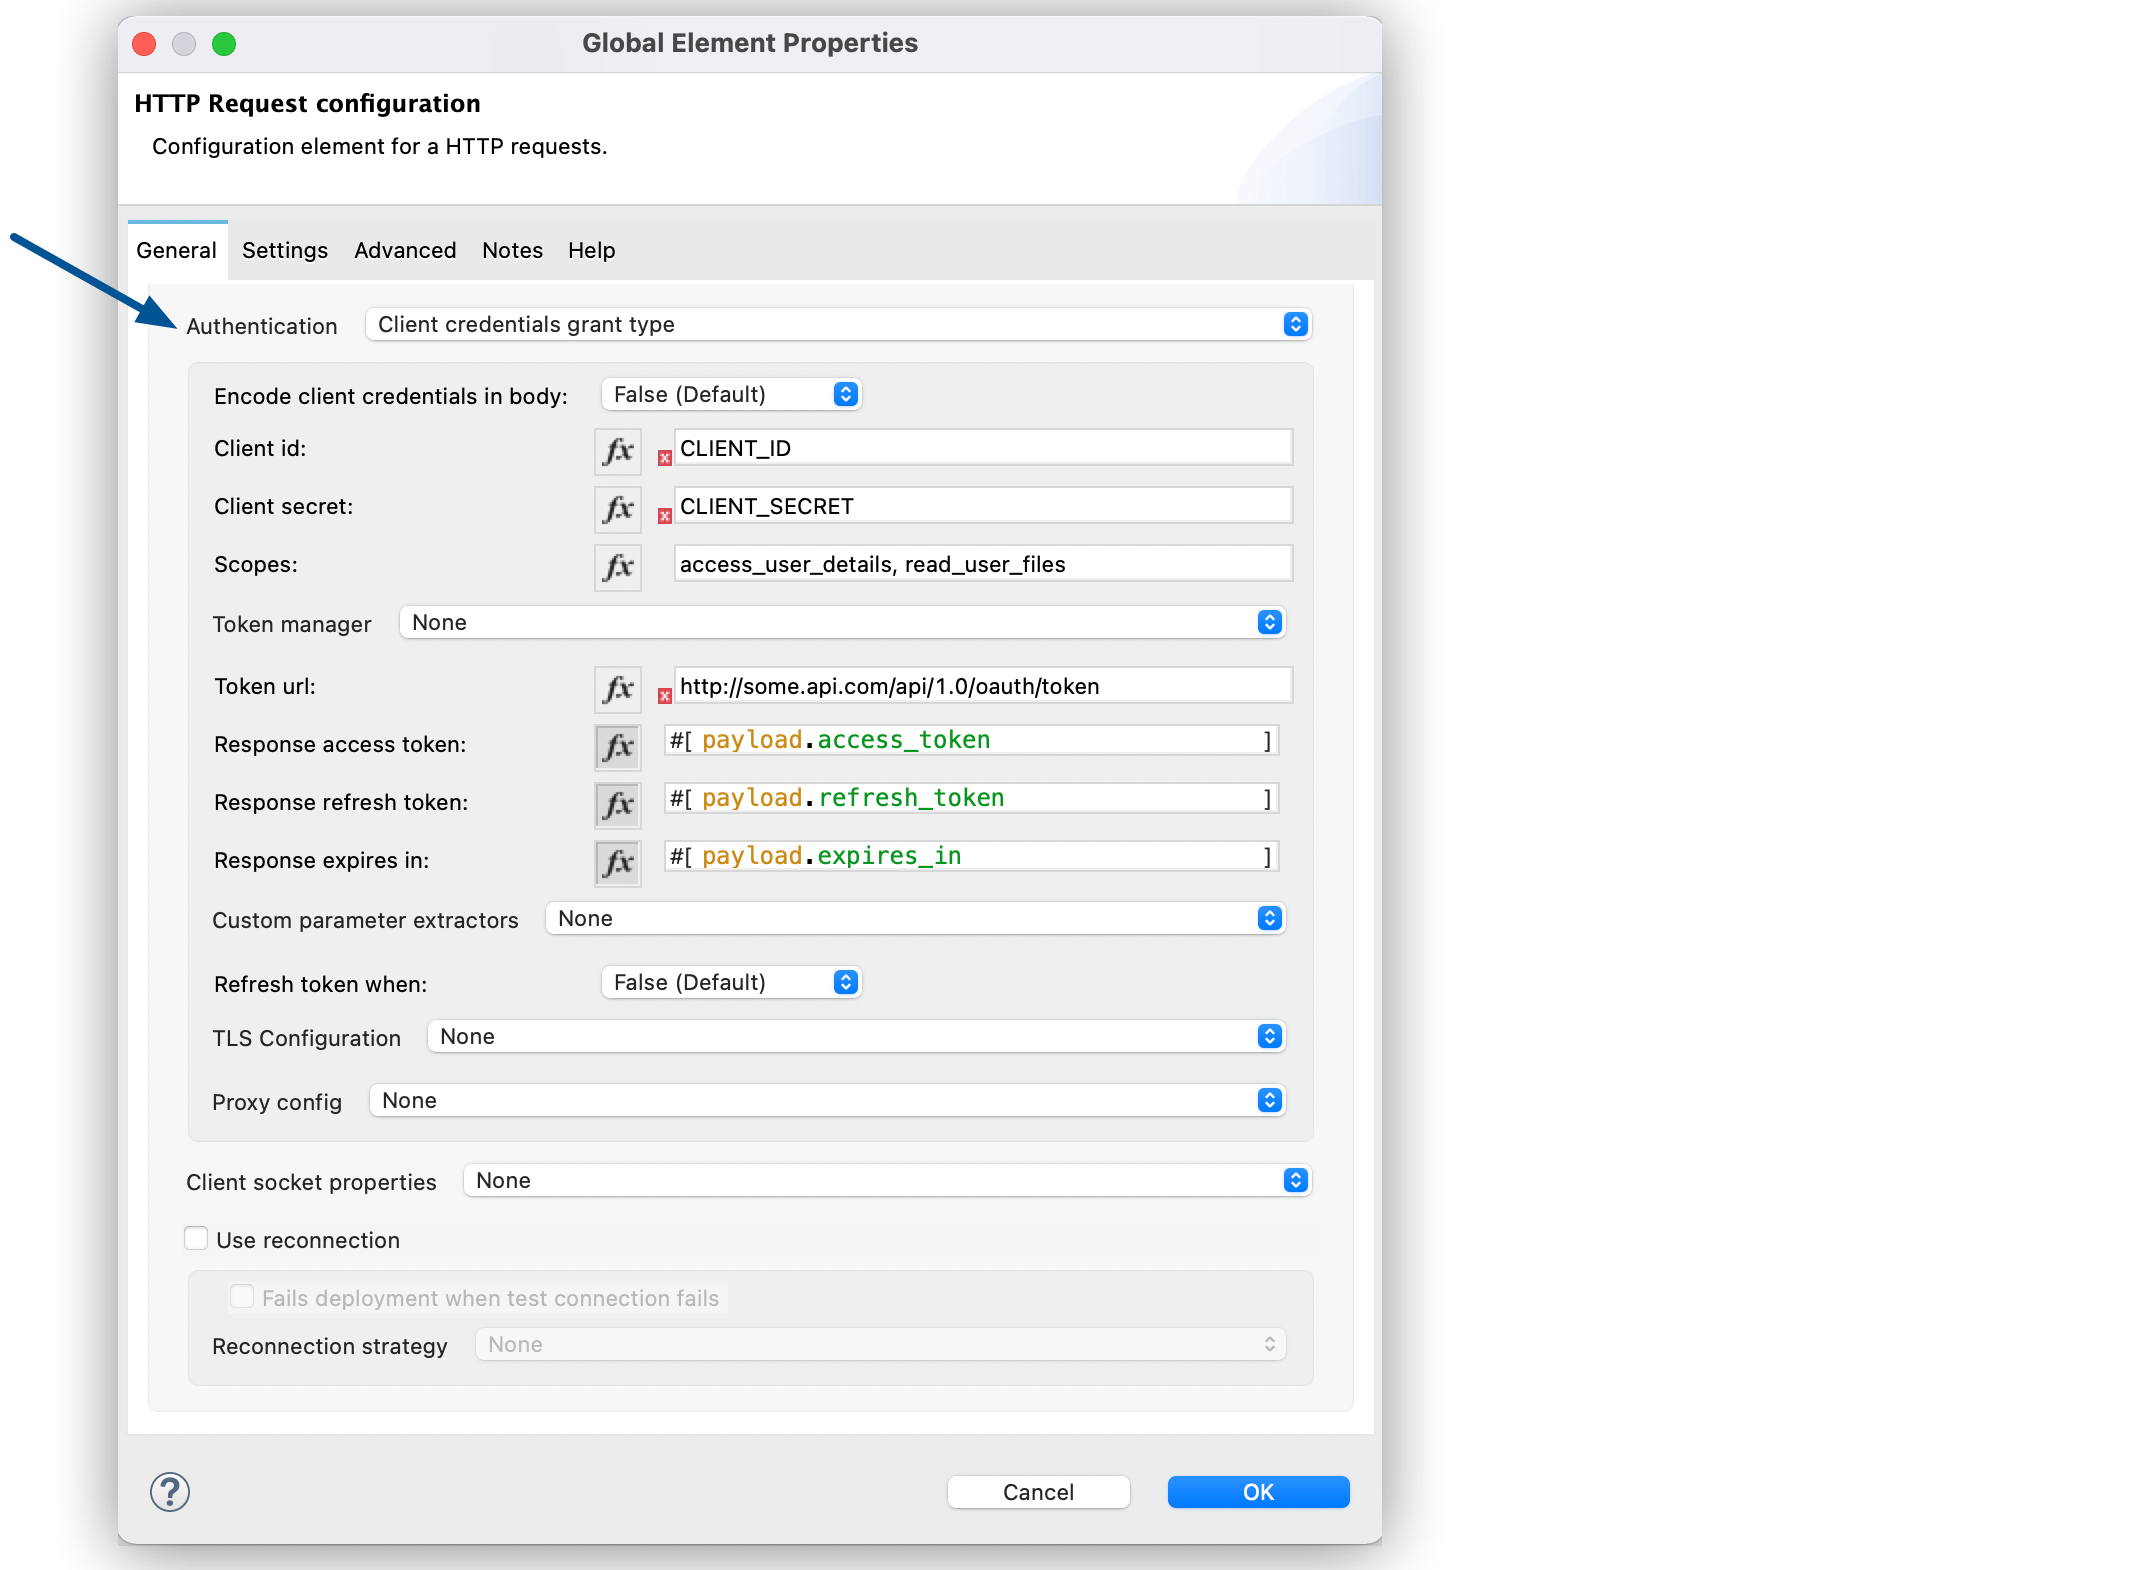 Global Element Properties
HTTP Request configuration
Configuration element for a HTTP requests.
General Settings Advanced Notes Help
Authentication Client credentials grant type
Encode client credentials in body: False (Default)
Client id: fx CLIENT_ID
Client secret: fx CLIENT_SECRET
Scopes: fx access_user_details, read_user_files
Token manager None
Token url: fx http://some.api.com/api/1.0/oauth/token
Response access token: fx #[ payload.access_token ]
Response refresh token: fx #[ payload.refresh_token ]
Response expires in: fx #[ payload.expires_in ]
Custom parameter extractors None
Refresh token when: False (Default)
TLS Configuration None
Proxy config None
Client socket properties None
Use reconnection
Fails deployment when test connection fails
Reconnection strategy None
? Cancel OK